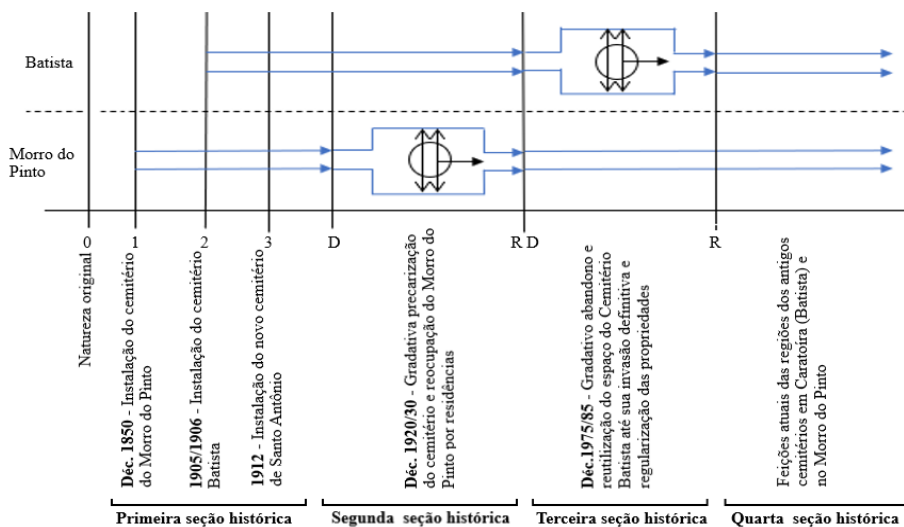 Batista
Morro do
Pinto
0
1
2
3
D
R D
R
Natureza original
Déc. 1850 - Instalação do cemitério
do Morro do Pinto
1905/1906 - Instalação do cemitério
Batista
1912 - Instalação do novo cemitério
de Santo Antônio
Déc. 1920/30 - Gradativa precarização
do cemitério e reocupação do Morro do
Pinto por residências
Déc.1975/85 - Gradativo abandono e
reutilização do espaço do Cemitério
Batista até sua invasão definitiva e
regularização das propriedades
Feições atuais das regiões dos antigos
cemitérios em Caratoíra (Batista) e
no Morro do Pinto
Primeira seção histórica
Segunda seção histórica
Terceira seção histórica
Quarta seção histórica